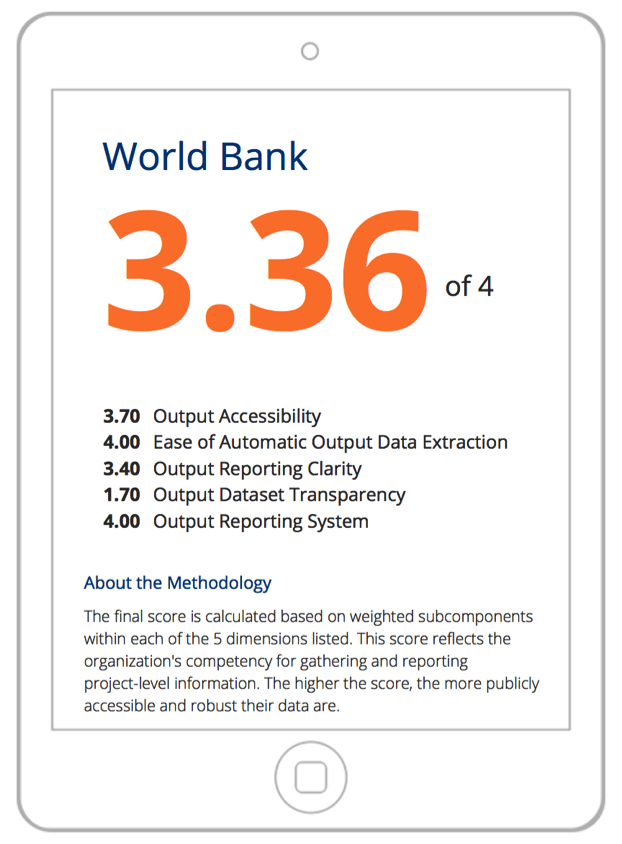 World Bank
3.36 of 4
3.70 Output Accessibility
4.00 Ease of Automatic Output Data Extraction
3.40 Output Reporting Clarity
1.70 Output Dataset Transparency
4.00 Output Reporting System
About the Methodology
The final score is calculated based on weighted subcomponents
within each of the 5 dimensions listed. This score reflects the
organization's competency for gathering and reporting
project-level information. The higher the score, the more publicly
accessible and robust their data are.